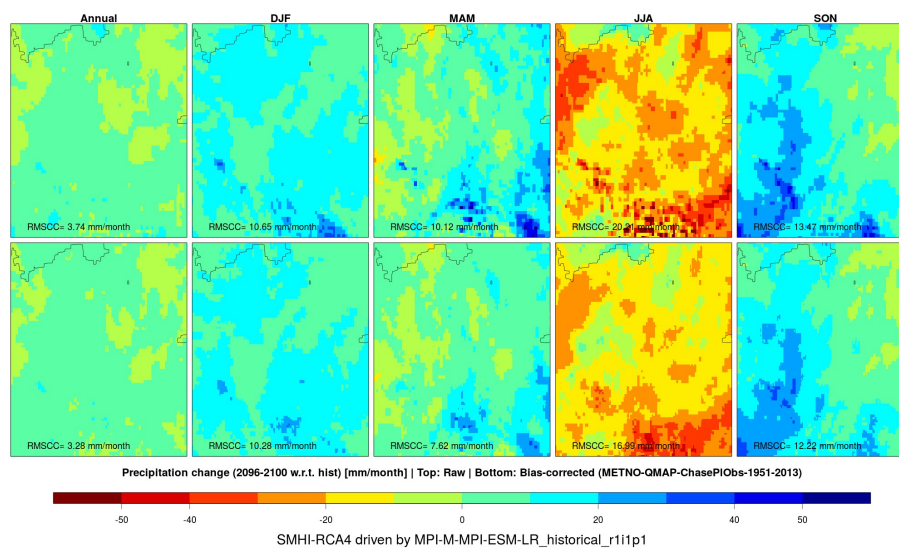 Annual DJF MAM JJA SON
RMSCC= 3.74 mm/month RMSCC= 10.65 mm/month RMSCC= 10.12 mm/month RMSCC= 20.91 mm/month RMSCC= 13.47 mm/month
RMSCC= 3.28 mm/month RMSCC= 10.28 mm/month RMSCC= 7.62 mm/month RMSCC= 16.99 mm/month RMSCC= 12.22 mm/month
Precipitation change (2096-2100 w.r.t. hist) [mm/month] | Top: Raw | Bottom: Bias-corrected (METNO-QMAP-ChasePlObs-1951-2013)
-50 -40 -20 0 20 40 50
SMHI-RCA4 driven by MPI-M-MPI-ESM-LR_historical_r1i1p1